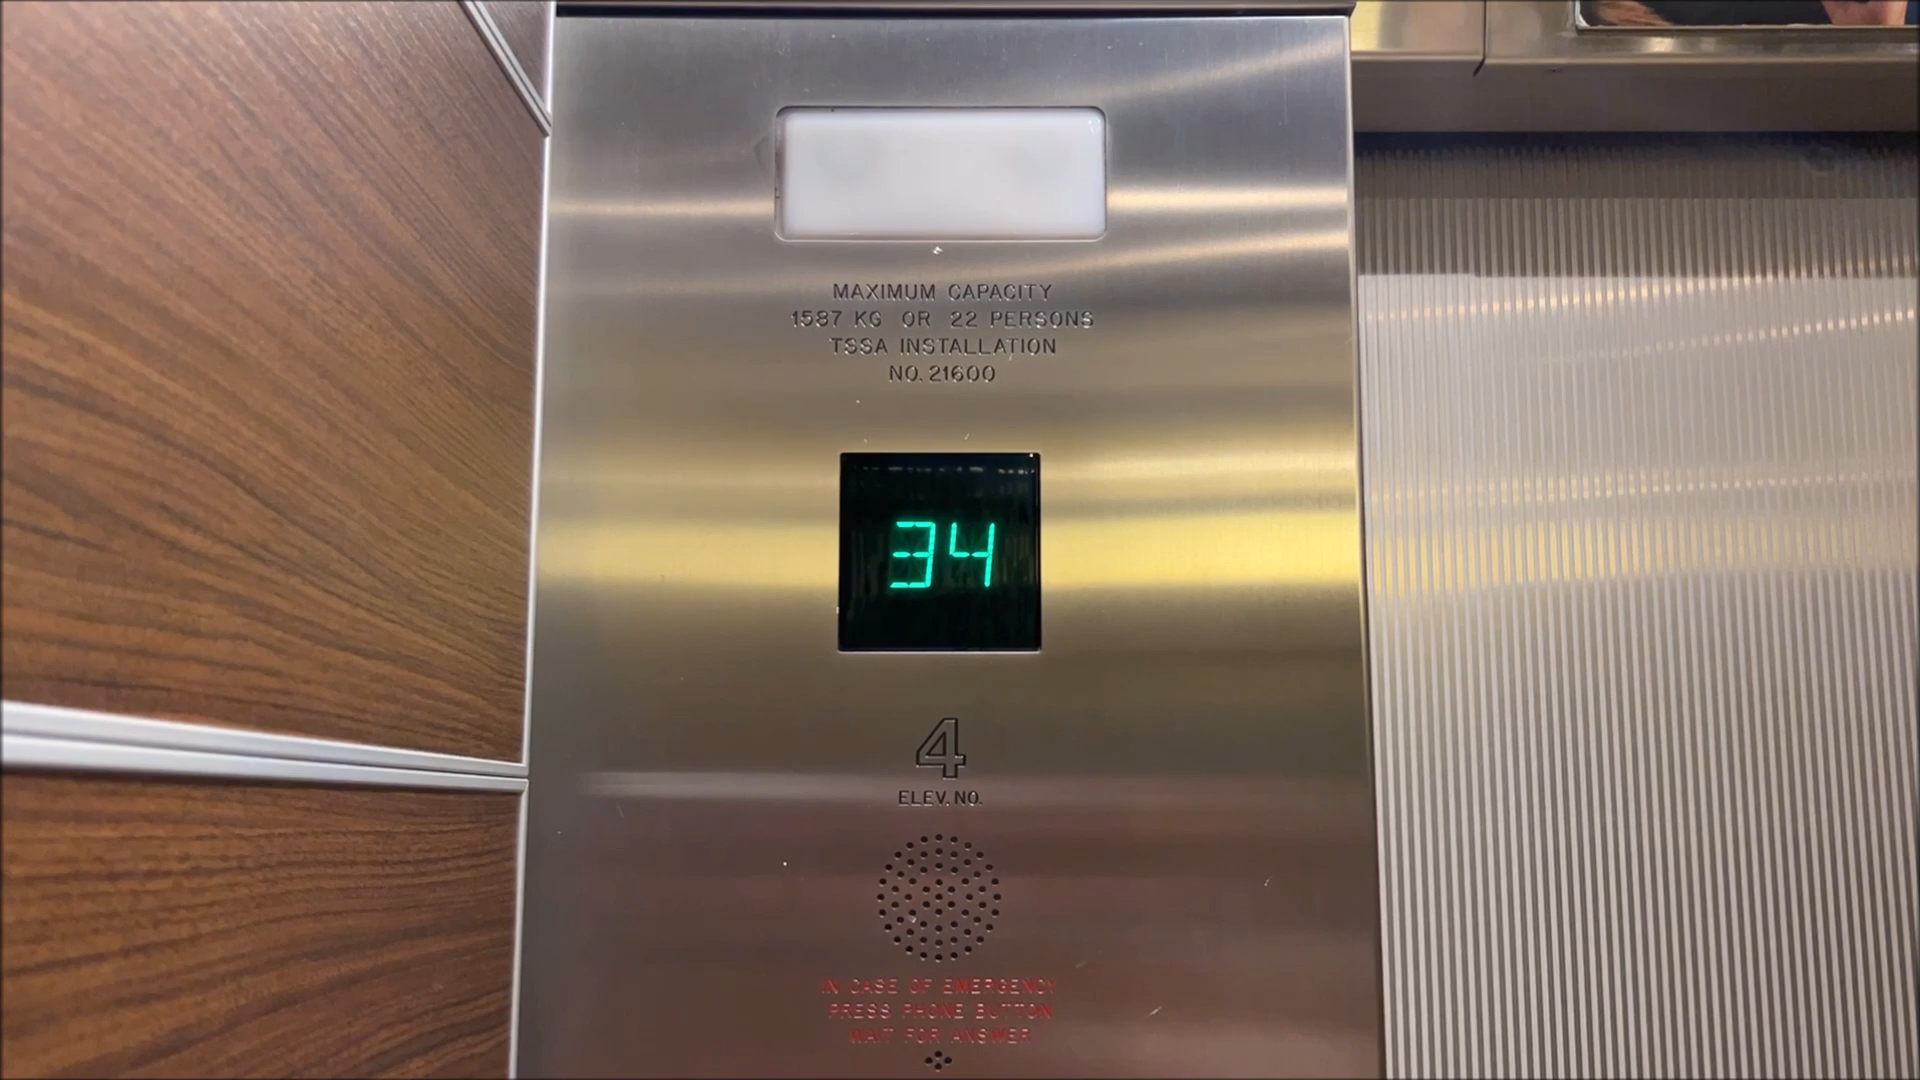 MAXIMUM CAPACITY
1587 KG OR 22 PERSONS
TSSA INSTALLATION
NO. 21600
34
4
ELEV. NO.
IN CASE OF EMERGENCY
PRESS PHONE BUTTON
WAIT FOR ANSWER